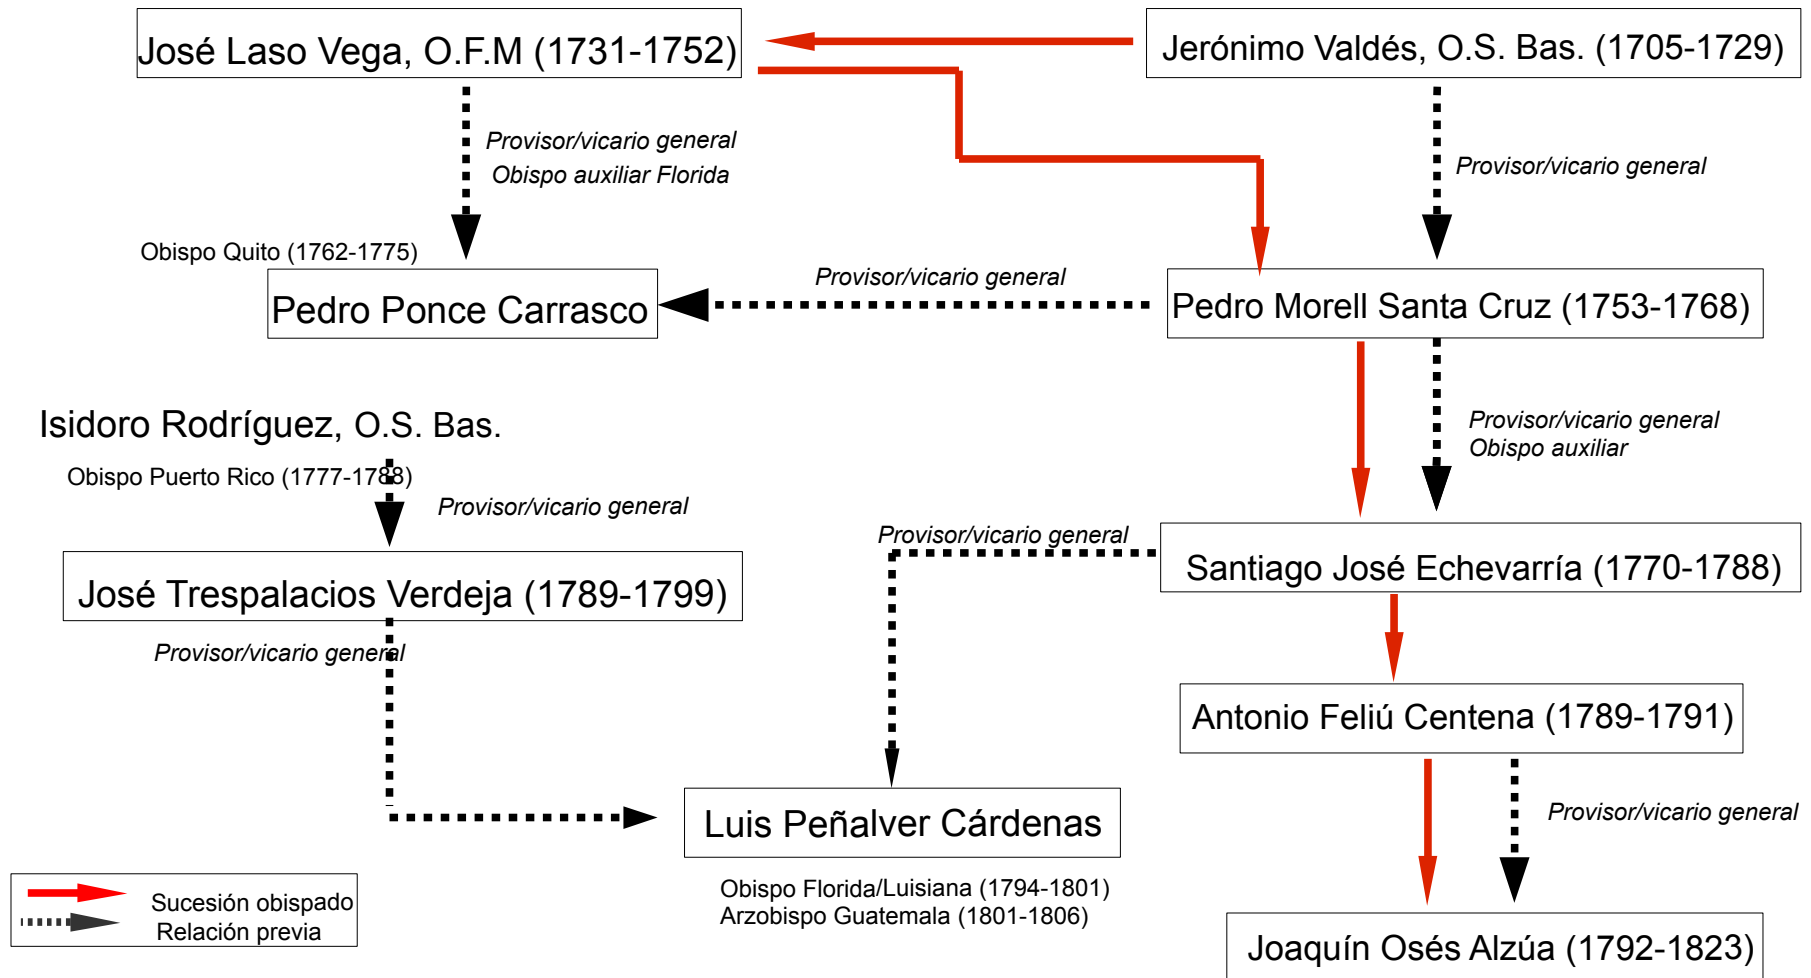 José Laso Vega, O.F.M (1731-1752)
Jerónimo Valdés, O.S. Bas. (1705-1729)
Provisor/vicario general
Obispo auxiliar Florida
Provisor/vicario general
Obispo Quito (1762-1775)
Pedro Ponce Carrasco
Provisor/vicario general
Pedro Morell Santa Cruz (1753-1768)
Isidoro Rodríguez, O.S. Bas.
Obispo Puerto Rico (1777-1788)
Provisor/vicario general
Provisor/vicario general
Obispo auxiliar
José Trespalacios Verdeja (1789-1799)
Provisor/vicario general
Provisor/vicario general
Santiago José Echevarría (1770-1788)
Antonio Feliú Centena (1789-1791)
Luis Peñalver Cárdenas
Obispo Florida/Luisiana (1794-1801)
Arzobispo Guatemala (1801-1806)
Provisor/vicario general
Joaquín Osés Alzúa (1792-1823)
Sucesión obispado
Relación previa